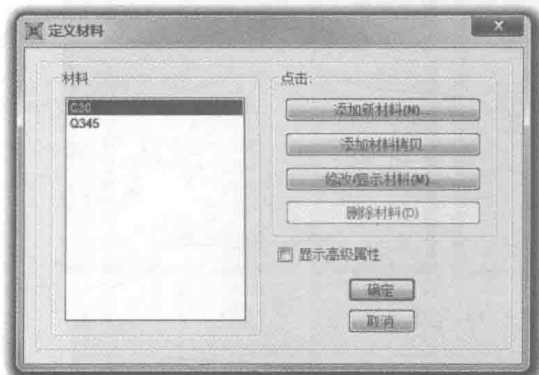 定义材料
材料
C30
Q345
点击:
添加新材料(N)...
添加材料拷贝
修改/显示材料(M)...
删除材料(D)
显示高级属性
确定
取消